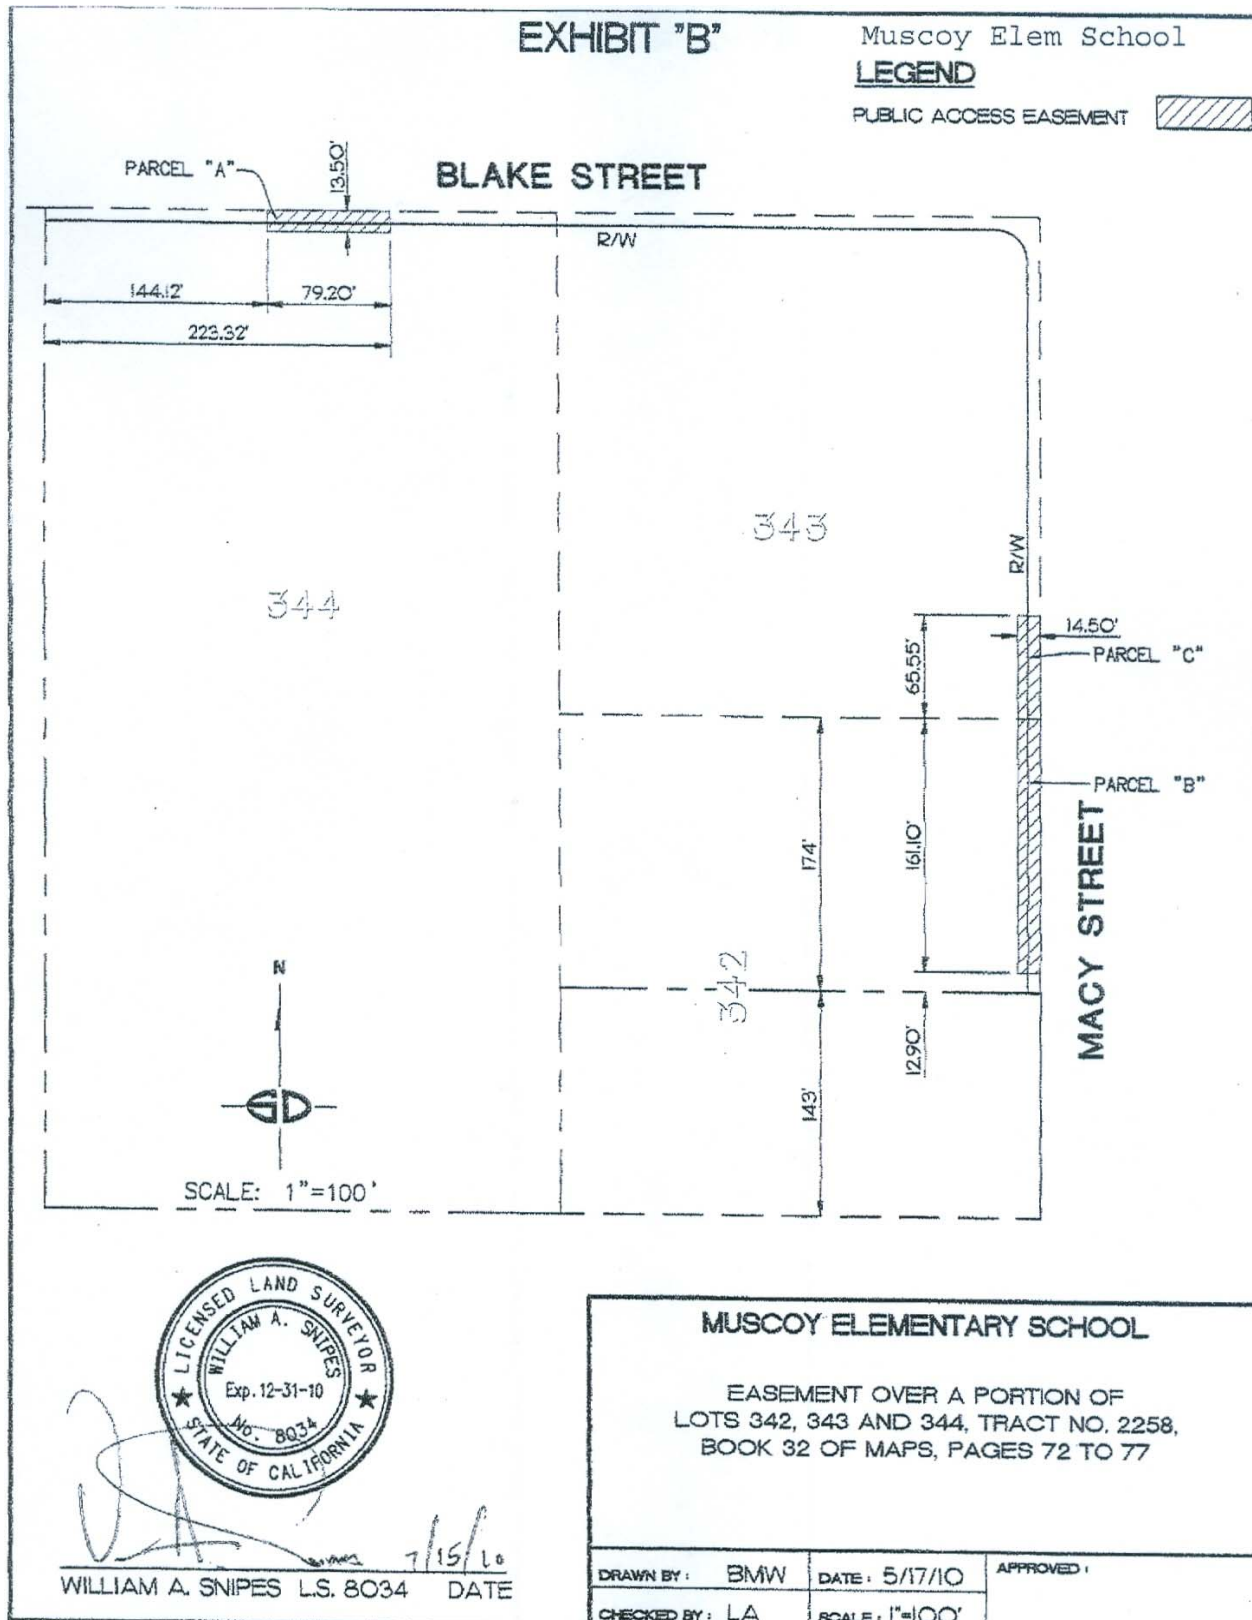 EXHIBIT "B"
Muscoy Elem School
LEGEND
PUBLIC ACCESS EASEMENT
PARCEL "A"
13.50'
BLAKE STREET
R/W
144.12'
79.20'
223.32'
343
344
R/W
65.55'
14.50'
PARCEL "C"
PARCEL "B"
174'
161.10'
MACY STREET
342
12.90'
143'
N
SD
SCALE: 1"=100'
LICENSED LAND SURVEYOR
WILLIAM A. SNIPES
Exp. 12-31-10
No. 8034
STATE OF CALIFORNIA
7/15/10
WILLIAM A. SNIPES L.S. 8034 DATE
MUSCOY ELEMENTARY SCHOOL
EASEMENT OVER A PORTION OF
LOTS 342, 343 AND 344, TRACT NO. 2258,
BOOK 32 OF MAPS, PAGES 72 TO 77
DRAWN BY: BMW
DATE: 5/17/10
APPROVED:
CHECKED BY: LA
SCALE: 1"=100'